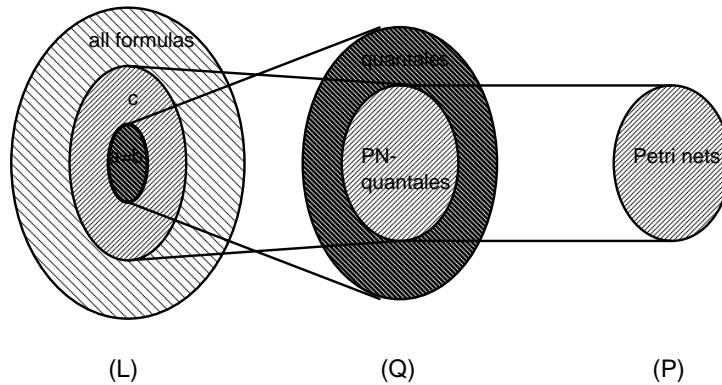 all formulas
c
a=b
quantales
PN-
quantales
Petri nets
(L)
(Q)
(P)